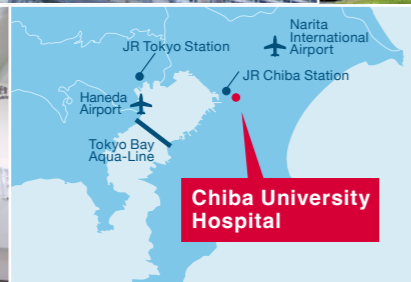 Narita
International
Airport
JR Tokyo Station
JR Chiba Station
Haneda
Airport
Tokyo Bay
Aqua-Line
Chiba University
Hospital